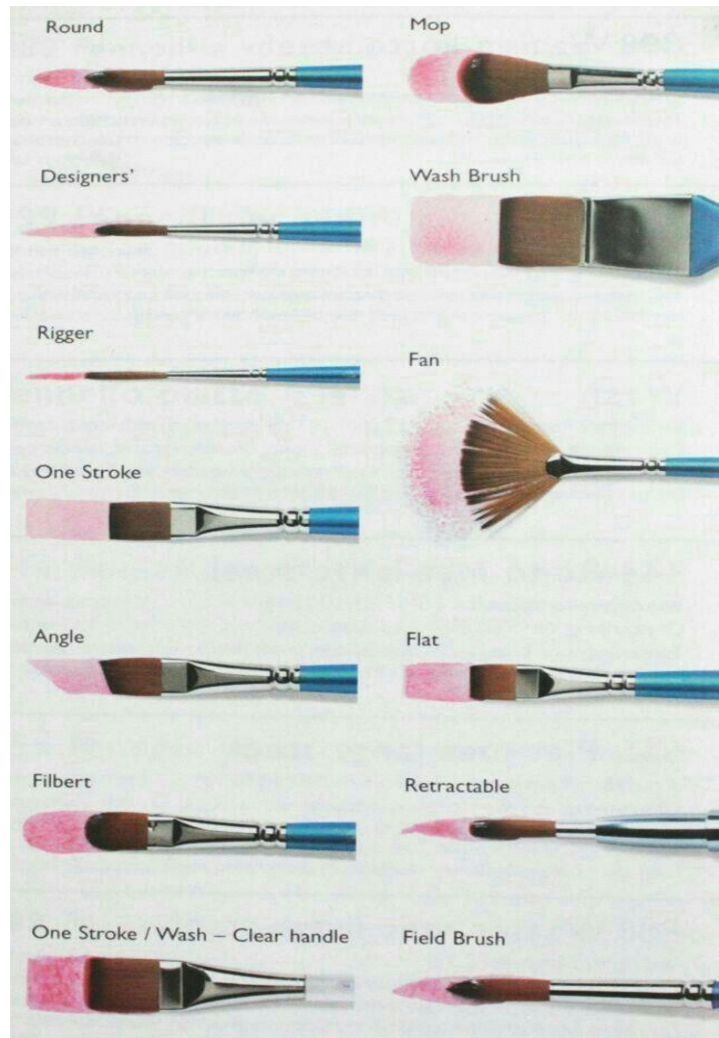 Round
Mop
Designers'
Wash Brush
Rigger
Fan
One Stroke
Angle
Flat
Filbert
Retractable
One Stroke / Wash – Clear handle
Field Brush